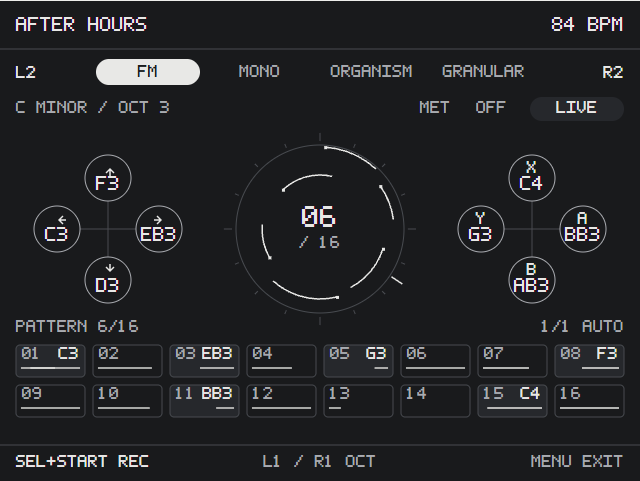 AFTER HOURS 84 BPM
L2 FM MONO ORGANISM GRANULAR R2
C MINOR / OCT 3 MET OFF LIVE
↑ X
F3 C4
← → Y A
C3 EB3 G3 BB3
06
/ 16
↓ B
D3 AB3
PATTERN 6/16 1/1 AUTO
01 C3 02 03 EB3 04 05 G3 06 07 08 F3
09 10 11 BB3 12 13 14 15 C4 16
SEL+START REC L1 / R1 OCT MENU EXIT